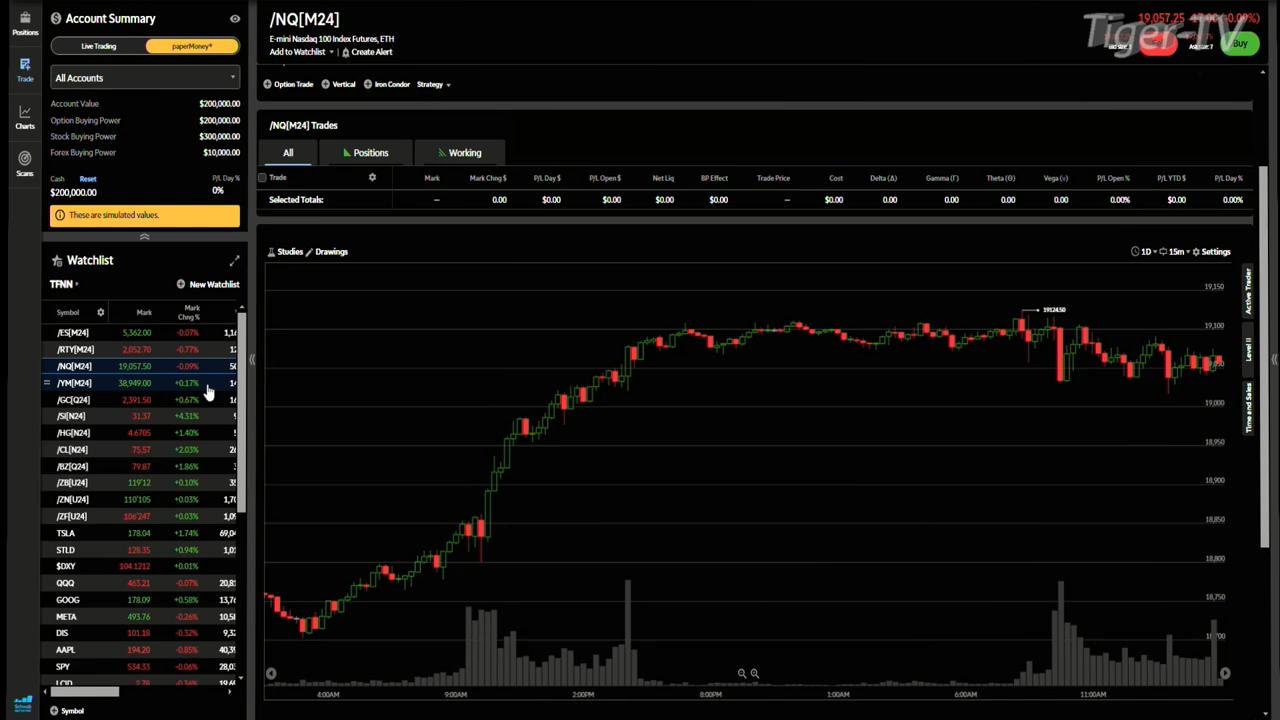 Positions
Trade
Charts
Scans
Account Summary
Live Trading
paperMoney®
All Accounts
Account Value $200,000.00
Option Buying Power $200,000.00
Stock Buying Power $300,000.00
Forex Buying Power $10,000.00
Cash Reset P/L Day %
$200,000.00 0%
These are simulated values.
Watchlist
TFNN New Watchlist
Symbol Mark Mark Chng %
/ES[M24] 5,362.00 -0.07%
/RTY[M24] 2,052.70 -0.77%
/NQ[M24] 19,057.50 -0.09%
/YM[M24] 38,949.00 +0.17%
/GC[Q24] 2,391.50 +0.67%
/SI[N24] 31.37 +4.31%
/HG[N24] 4.6705 +1.40%
/CL[N24] 75.57 +2.03%
/BZ[Q24] 79.87 +1.86%
/ZB[U24] 119'12 +0.10%
/ZN[U24] 110'105 +0.03%
/ZF[U24] 106'247 +0.03%
TSLA 178.04 +1.74%
STLD 128.35 +0.94%
$DXY 104.1212 +0.01%
QQQ 463.21 -0.07%
GOOG 178.09 +0.58%
META 493.76 -0.26%
DIS 101.18 -0.32%
AAPL 194.20 -0.85%
SPY 534.33 -0.06%
LCID 2.78 -0.36%
Symbol
/NQ[M24]
E-mini Nasdaq 100 Index Futures, ETH
Add to Watchlist Create Alert
19,057.25 -17.00 (-0.09%)
Tiger-TV
Buy
Option Trade Vertical Iron Condor Strategy
/NQ[M24] Trades
All Positions Working
Trade Mark Mark Chng $ P/L Day $ P/L Open $ Net Liq BP Effect Trade Price Cost Delta (Δ) Gamma (Γ) Theta (Θ) Vega (ν) P/L Open % P/L YTD $ P/L Day %
Selected Totals: -- 0.00 $0.00 $0.00 $0.00 $0.00 -- $0.00 0.00 0.00 0.00 0.00 0.00% $0.00 0.00%
Studies Drawings
1D 15m Settings
19124.50
19,150
19,100
19,050
19,000
18,950
18,900
18,850
18,800
18,750
18,700
4:00AM 9:00AM 2:00PM 8:00PM 1:00AM 6:00AM 11:00AM
Active Trader
Level II
Time and Sales